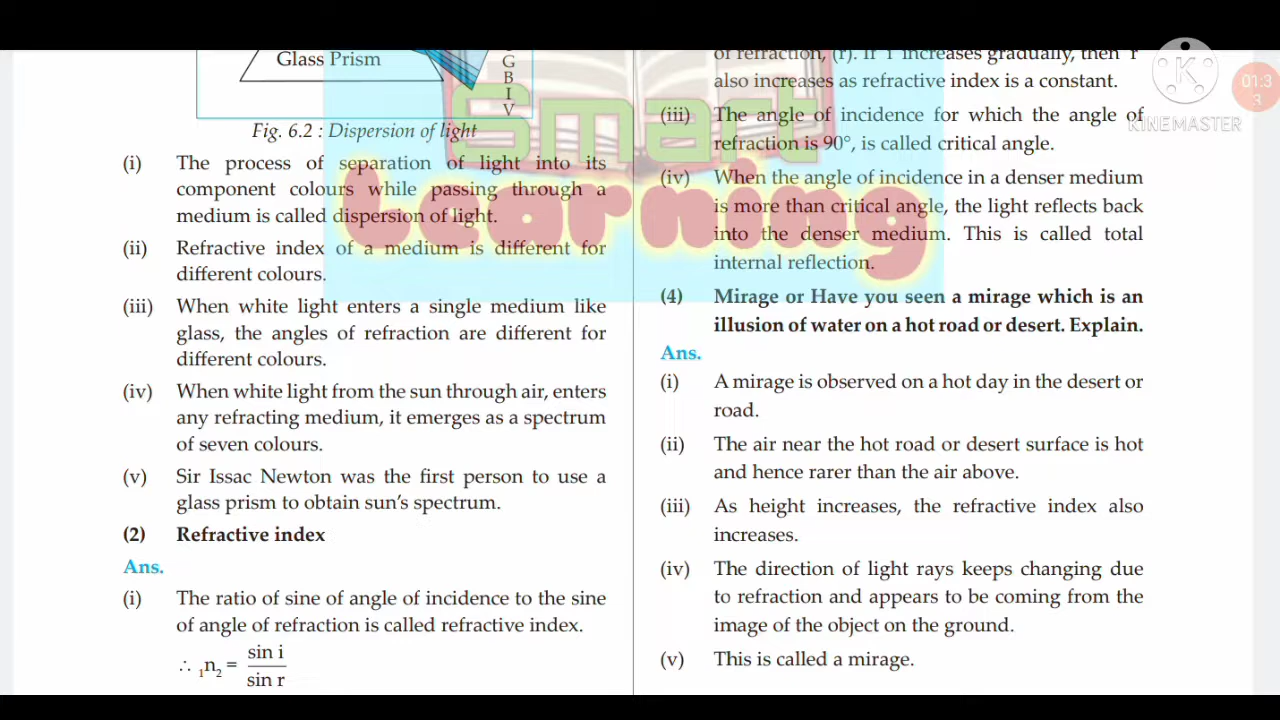 Glass Prism
G
B
I
V
Fig. 6.2 : Dispersion of light
(i) The process of separation of light into its
component colours while passing through a
medium is called dispersion of light.
(ii) Refractive index of a medium is different for
different colours.
(iii) When white light enters a single medium like
glass, the angles of refraction are different for
different colours.
(iv) When white light from the sun through air, enters
any refracting medium, it emerges as a spectrum
of seven colours.
(v) Sir Issac Newton was the first person to use a
glass prism to obtain sun's spectrum.
(2) Refractive index
Ans.
(i) The ratio of sine of angle of incidence to the sine
of angle of refraction is called refractive index.
∴ ₁n₂ = sin i
sin r
of refraction, (r). If 'i' increases gradually, then 'r'
also increases as refractive index is a constant.
(iii) The angle of incidence for which the angle of
refraction is 90°, is called critical angle.
(iv) When the angle of incidence in a denser medium
is more than critical angle, the light reflects back
into the denser medium. This is called total
internal reflection.
(4) Mirage or Have you seen a mirage which is an
illusion of water on a hot road or desert. Explain.
Ans.
(i) A mirage is observed on a hot day in the desert or
road.
(ii) The air near the hot road or desert surface is hot
and hence rarer than the air above.
(iii) As height increases, the refractive index also
increases.
(iv) The direction of light rays keeps changing due
to refraction and appears to be coming from the
image of the object on the ground.
(v) This is called a mirage.
Smart
Learning
K
KINEMASTER
01:3
3